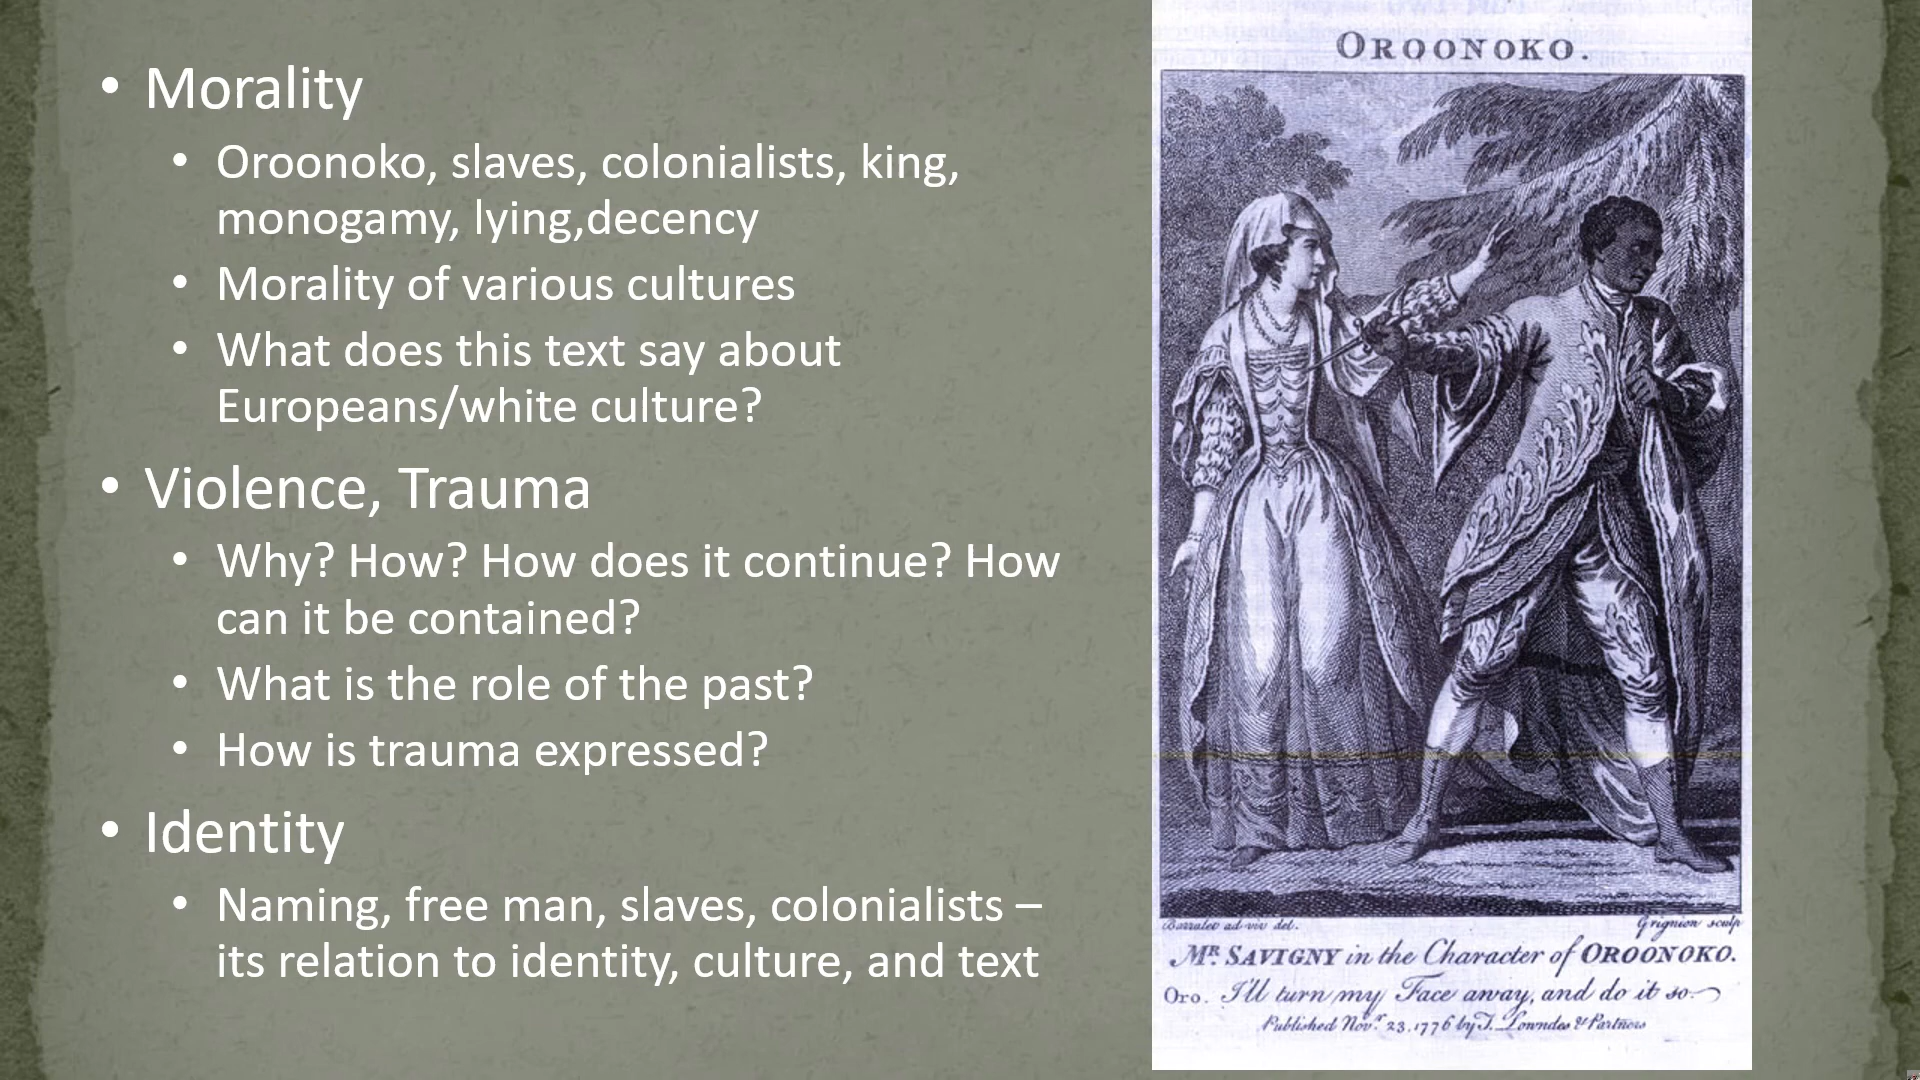 • Morality
• Oroonoko, slaves, colonialists, king,
monogamy, lying,decency
• Morality of various cultures
• What does this text say about
Europeans/white culture?
• Violence, Trauma
• Why? How? How does it continue? How
can it be contained?
• What is the role of the past?
• How is trauma expressed?
• Identity
• Naming, free man, slaves, colonialists –
its relation to identity, culture, and text
OROONOKO.
Barralet ad viv del.
Grignion sculp
MR. SAVIGNY in the Character of OROONOKO.
Oro. I'll turn my Face away, and do it so.
Published Novr. 23. 1776 by T. Lowndes & Partners